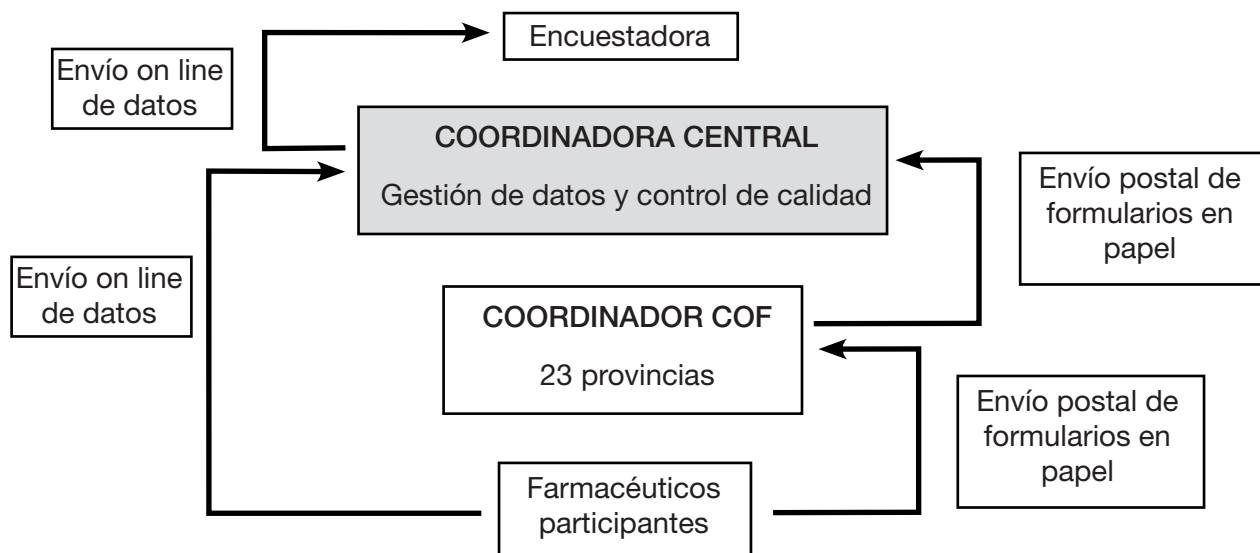 Encuestadora
Envío on line
de datos
COORDINADORA CENTRAL
Gestión de datos y control de calidad
Envío postal de
formularios en
papel
Envío on line
de datos
COORDINADOR COF
23 provincias
Envío postal de
formularios en
papel
Farmacéuticos
participantes